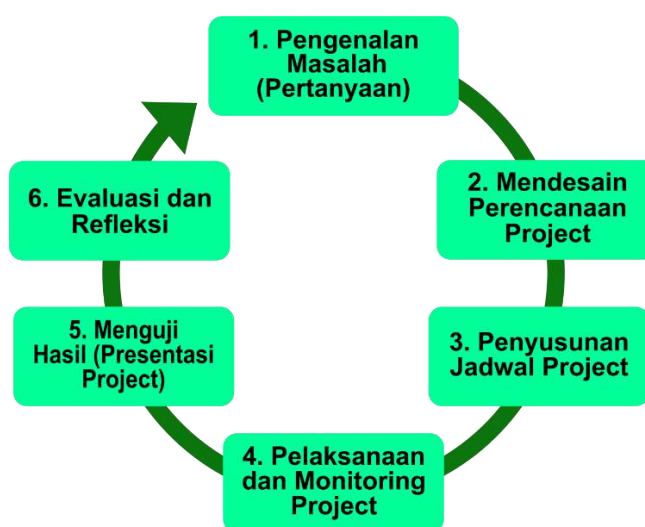 1. Pengenalan
Masalah
(Pertanyaan)
2. Mendesain
Perencanaan
Project
3. Penyusunan
Jadwal Project
4. Pelaksanaan
dan Monitoring
Project
5. Menguji
Hasil (Presentasi
Project)
6. Evaluasi dan
Refleksi